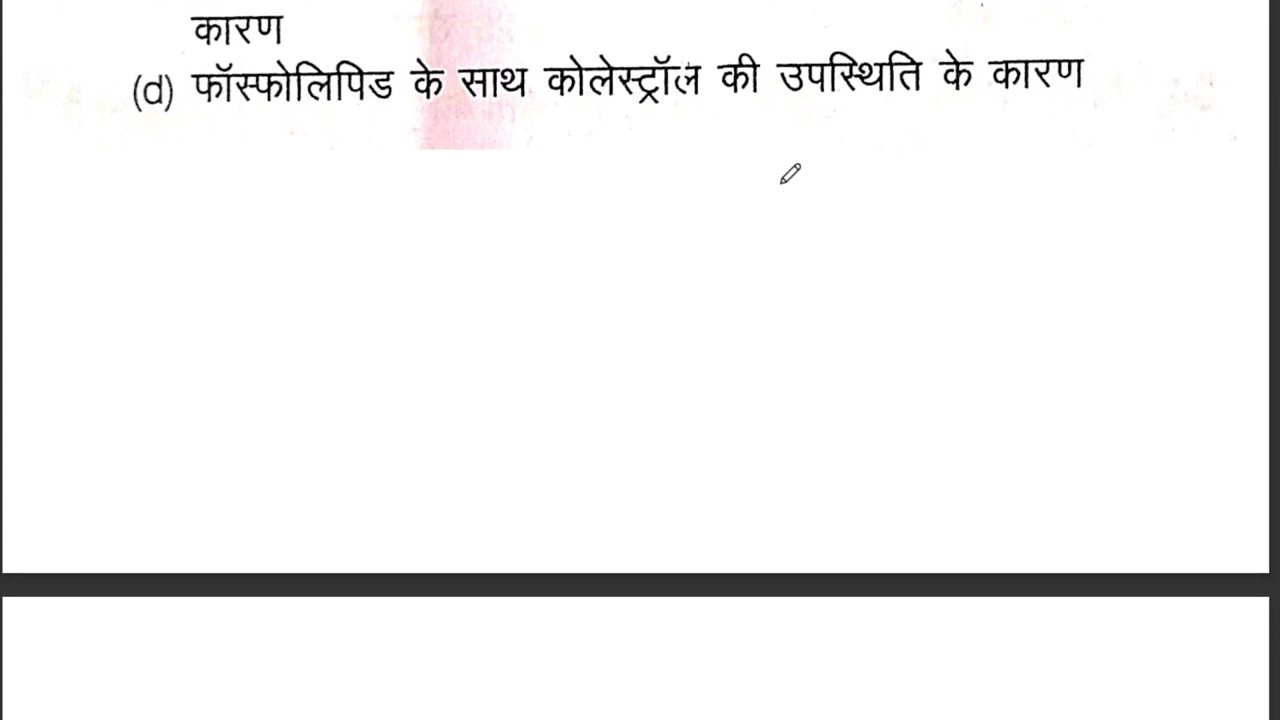 कारण
(d) फॉस्फोलिपिड के साथ कोलेस्ट्रॉल की उपस्थिति के कारण